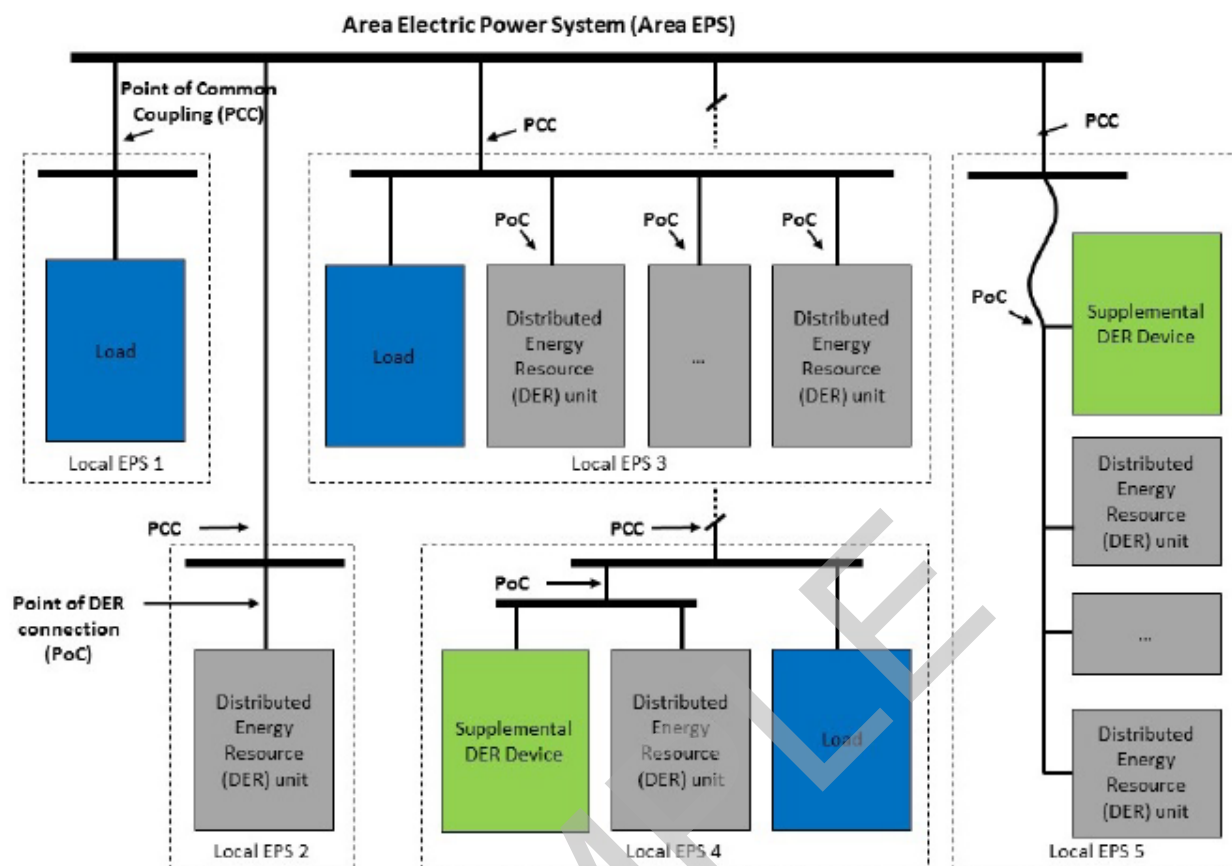 Area Electric Power System (Area EPS)
Point of Common
Coupling (PCC)
PCC
PCC
PoC
PoC
PoC
Load
Local EPS 1
Load
Distributed
Energy
Resource
(DER) unit
...
Distributed
Energy
Resource
(DER) unit
Local EPS 3
PoC
Supplemental
DER Device
Distributed
Energy
Resource
(DER) unit
...
Distributed
Energy
Resource
(DER) unit
Local EPS 5
PCC
Point of DER
connection
(PoC)
Distributed
Energy
Resource
(DER) unit
Local EPS 2
PCC
PoC
Supplemental
DER Device
Distributed
Energy
Resource
(DER) unit
Load
Local EPS 4